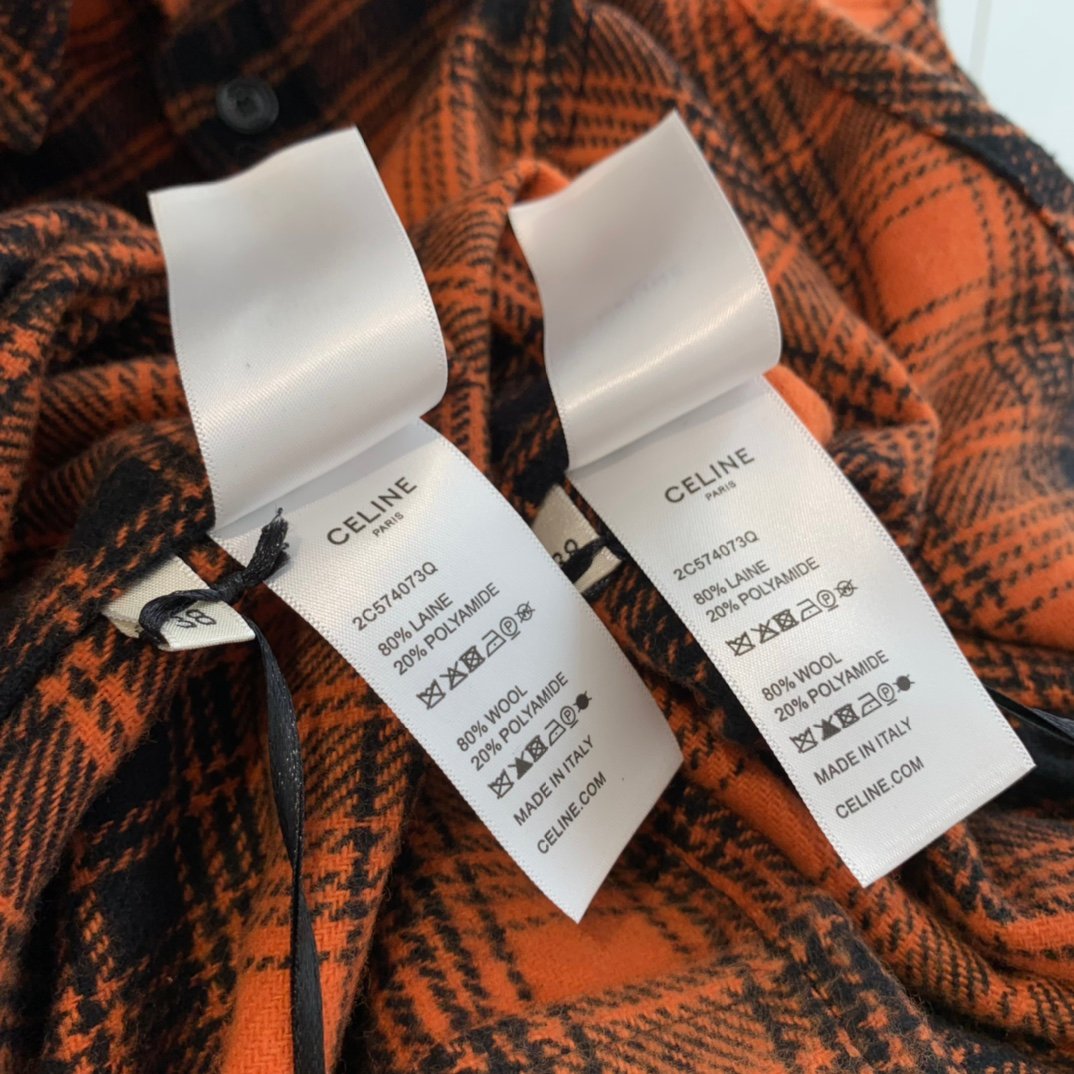 CELINE
PARIS
2C574073Q
80% LAINE
20% POLYAMIDE
80% WOOL
20% POLYAMIDE
MADE IN ITALY
CELINE.COM
38
CELINE
PARIS
2C574073Q
80% LAINE
20% POLYAMIDE
80% WOOL
20% POLYAMIDE
MADE IN ITALY
CELINE.COM